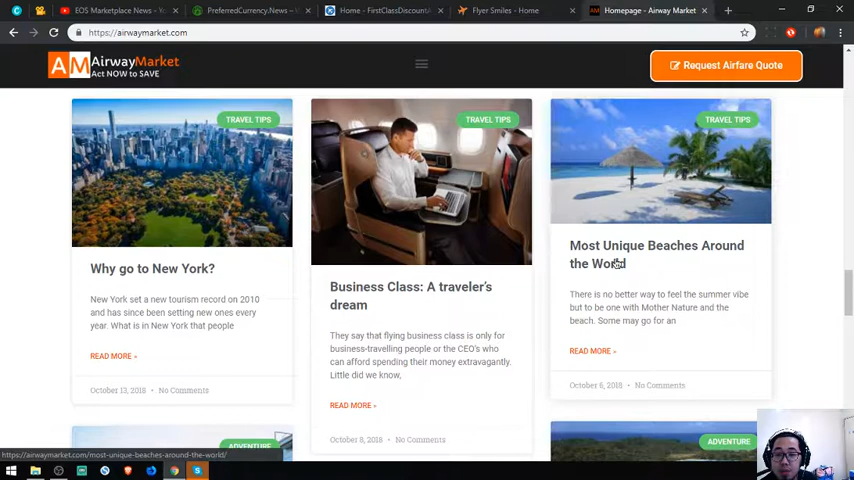 EOS Marketplace News - Y
PreferredCurrency.News -
Home - FirstClassDiscountA
Flyer Smiles - Home
Homepage - Airway Market
https://airwaymarket.com
AM AirwayMarket
Act NOW to SAVE
Request Airfare Quote
TRAVEL TIPS
TRAVEL TIPS
TRAVEL TIPS
Why go to New York?
New York set a new tourism record on 2010
and has since been setting new ones every
year. What is in New York that people
READ MORE »
October 13, 2018 • No Comments
Business Class: A traveler's
dream
They say that flying business class is only for
business-travelling people or the CEO's who
can afford spending their money extravagantly.
Little did we know,
READ MORE »
October 8, 2018 • No Comments
Most Unique Beaches Around
the World
There is no better way to feel the summer vibe
but to be one with Mother Nature and the
beach. Some may go for an
READ MORE »
October 6, 2018 • No Comments
ADVENTURE
ADVENTURE
https://airwaymarket.com/most-unique-beaches-around-the-world/